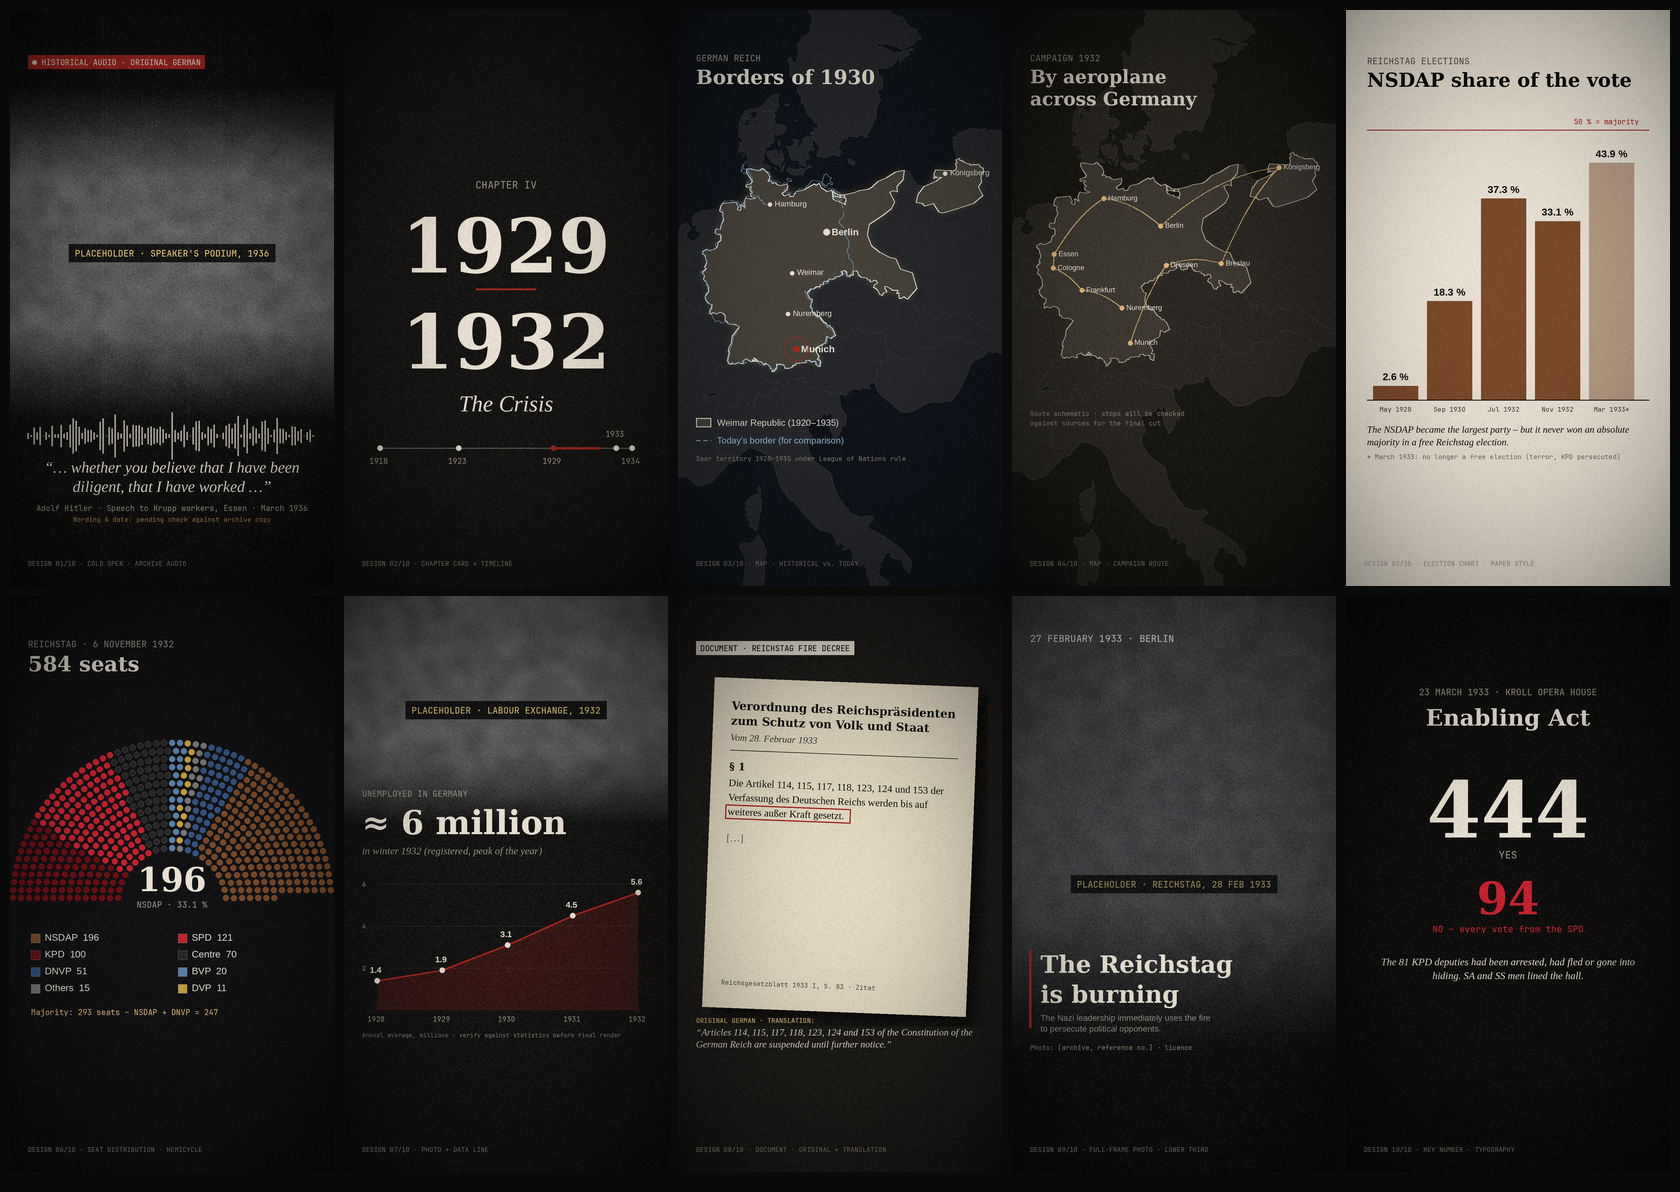 HISTORICAL AUDIO · ORIGINAL GERMAN
PLACEHOLDER · SPEAKER'S PODIUM, 1936
“… whether you believe that I have been
diligent, that I have worked …”
Adolf Hitler · Speech to Krupp workers, Essen · March 1936
Wording & date: pending check against archive copy
DESIGN 01/10 · COLD OPEN · ARCHIVE AUDIO
CHAPTER IV
1929
1932
The Crisis
1933
1918 1923 1929 1934
DESIGN 02/10 · CHAPTER CARD + TIMELINE
GERMAN REICH
Borders of 1930
Königsberg
Hamburg
Berlin
Weimar
Nuremberg
Munich
Weimar Republic (1920–1935)
Today's border (for comparison)
Saar territory 1920–1935 under League of Nations rule
DESIGN 03/10 · MAP · HISTORICAL vs. TODAY
CAMPAIGN 1932
By aeroplane
across Germany
Königsberg
Hamburg
Berlin
Essen
Cologne
Dresden
Breslau
Frankfurt
Nuremberg
Munich
Route schematic · stops will be checked
against sources for the final cut
DESIGN 04/10 · MAP · CAMPAIGN ROUTE
REICHSTAG ELECTIONS
NSDAP share of the vote
50 % = majority
43.9 %
37.3 %
33.1 %
18.3 %
2.6 %
May 1928 Sep 1930 Jul 1932 Nov 1932 Mar 1933*
The NSDAP became the largest party – but it never won an absolute
majority in a free Reichstag election.
* March 1933: no longer a free election (terror, KPD persecuted)
DESIGN 05/10 · ELECTION CHART · PAPER STYLE
REICHSTAG · 6 NOVEMBER 1932
584 seats
196
NSDAP · 33.1 %
NSDAP 196 SPD 121
KPD 100 Centre 70
DNVP 51 BVP 20
Others 15 DVP 11
Majority: 293 seats – NSDAP + DNVP = 247
DESIGN 06/10 · SEAT DISTRIBUTION · HEMICYCLE
PLACEHOLDER · LABOUR EXCHANGE, 1932
UNEMPLOYED IN GERMANY
≈ 6 million
in winter 1932 (registered, peak of the year)
6
4
2
1.4
1.9
3.1
4.5
5.6
1928 1929 1930 1931 1932
Annual average, millions · verify against statistics before final render
DESIGN 07/10 · PHOTO + DATA LINE
DOCUMENT · REICHSTAG FIRE DECREE
Verordnung des Reichspräsidenten
zum Schutz von Volk und Staat
Vom 28. Februar 1933
§ 1
Die Artikel 114, 115, 117, 118, 123, 124 und 153 der
Verfassung des Deutschen Reichs werden bis auf
weiteres außer Kraft gesetzt.
[…]
Reichsgesetzblatt 1933 I, S. 83 · Zitat
ORIGINAL GERMAN · TRANSLATION:
“Articles 114, 115, 117, 118, 123, 124 and 153 of the Constitution of the
German Reich are suspended until further notice.”
DESIGN 08/10 · DOCUMENT · ORIGINAL + TRANSLATION
27 FEBRUARY 1933 · BERLIN
PLACEHOLDER · REICHSTAG, 28 FEB 1933
The Reichstag
is burning
The Nazi leadership immediately uses the fire
to persecute political opponents.
Photo: [archive, reference no.] · licence
DESIGN 09/10 · FULL-FRAME PHOTO · LOWER THIRD
23 MARCH 1933 · KROLL OPERA HOUSE
Enabling Act
444
YES
94
NO – every vote from the SPD
The 81 KPD deputies had been arrested, had fled or gone into
hiding. SA and SS men lined the hall.
DESIGN 10/10 · KEY NUMBER · TYPOGRAPHY